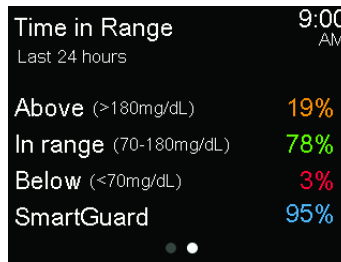 Time in Range 9:00
AM
Last 24 hours
Above (>180mg/dL) 19%
In range (70-180mg/dL) 78%
Below (<70mg/dL) 3%
SmartGuard 95%